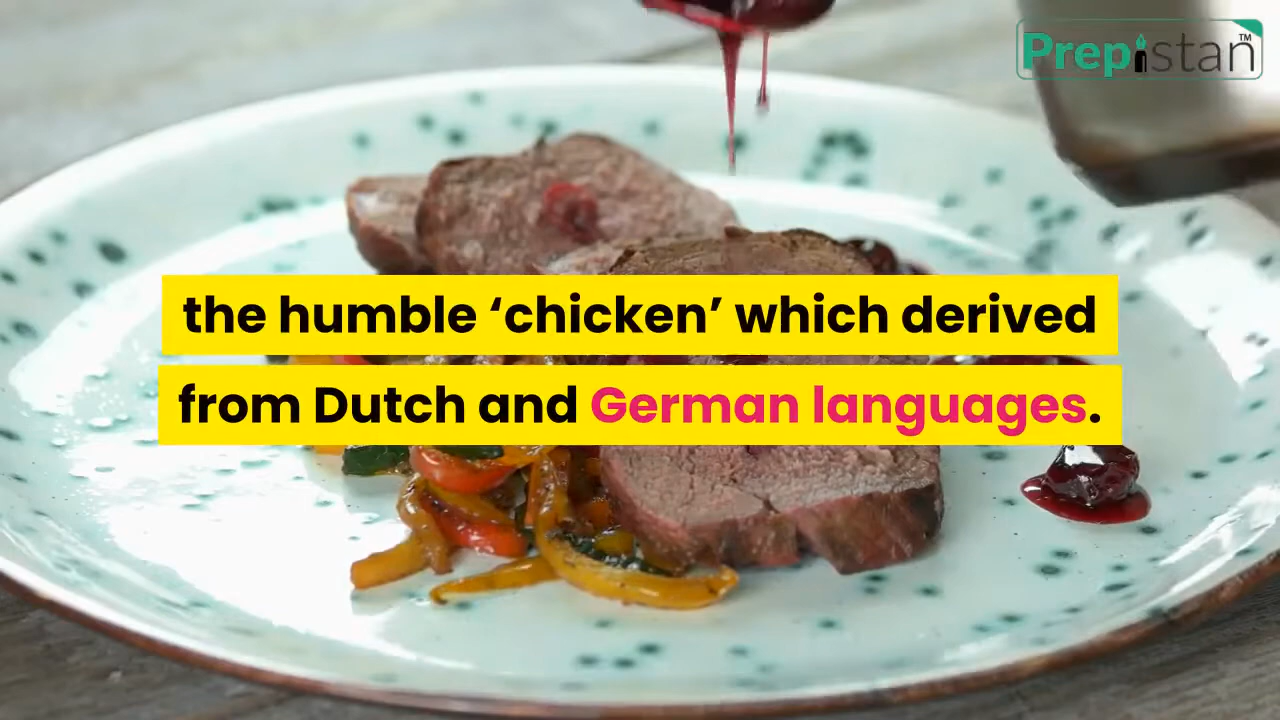 Prepistan™
the humble ‘chicken’ which derived
from Dutch and German languages.